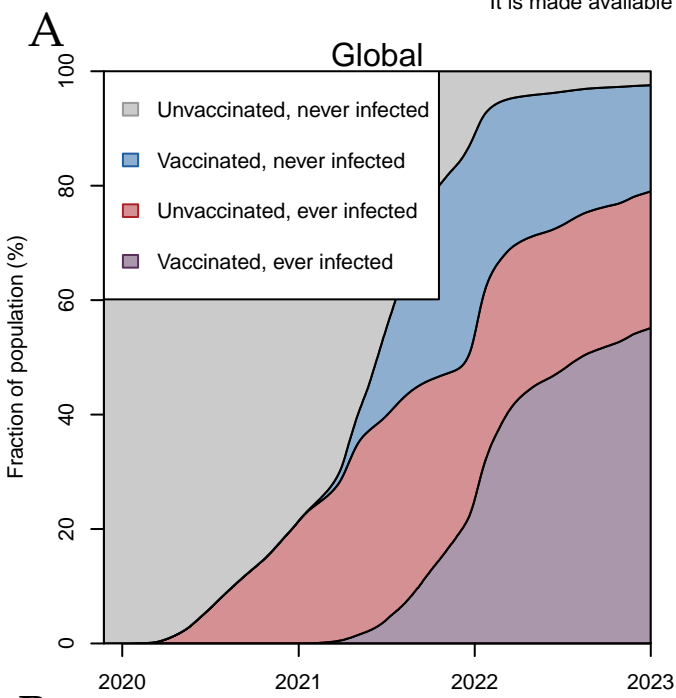 It is made available
A
Global
Unvaccinated, never infected
Vaccinated, never infected
Unvaccinated, ever infected
Vaccinated, ever infected
Fraction of population (%)
100
80
60
40
20
0
2020 2021 2022 2023